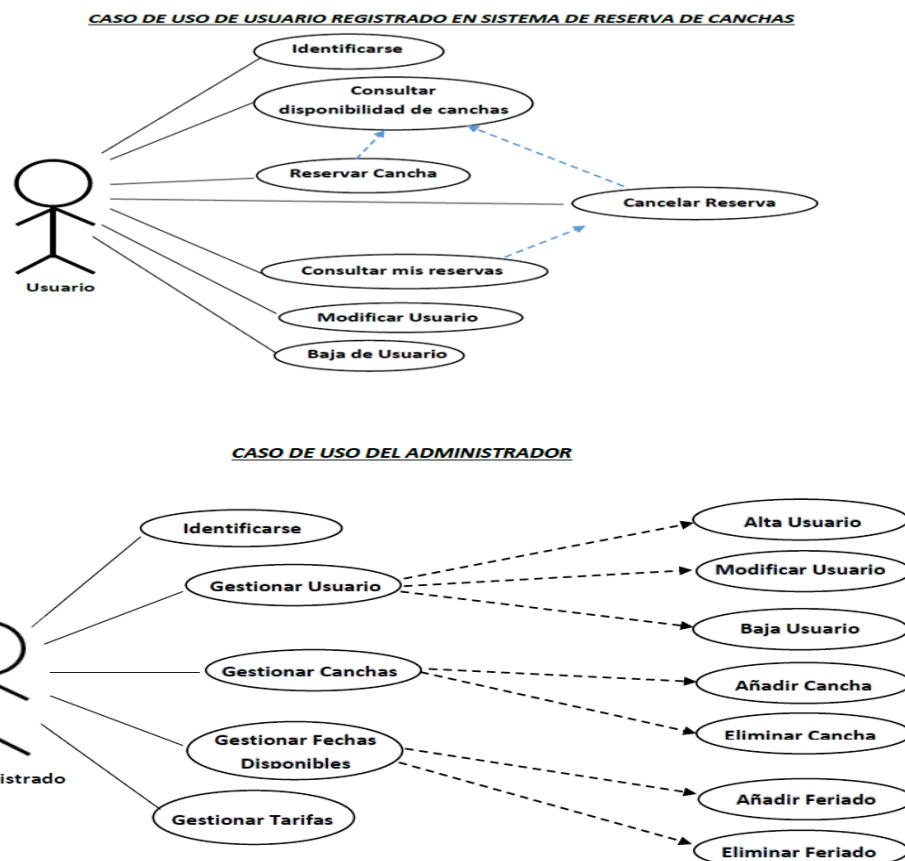 CASO DE USO DE USUARIO REGISTRADO EN SISTEMA DE RESERVA DE CANCHAS
Identificarse
Consultar
disponibilidad de canchas
Reservar Cancha
Cancelar Reserva
Usuario
Consultar mis reservas
Modificar Usuario
Baja de Usuario
CASO DE USO DEL ADMINISTRADOR
Identificarse
Alta Usuario
Gestionar Usuario
Modificar Usuario
Baja Usuario
Gestionar Canchas
Añadir Cancha
Eliminar Cancha
Gestionar Fechas
Disponibles
istrado
Añadir Feriado
Gestionar Tarifas
Eliminar Feriado